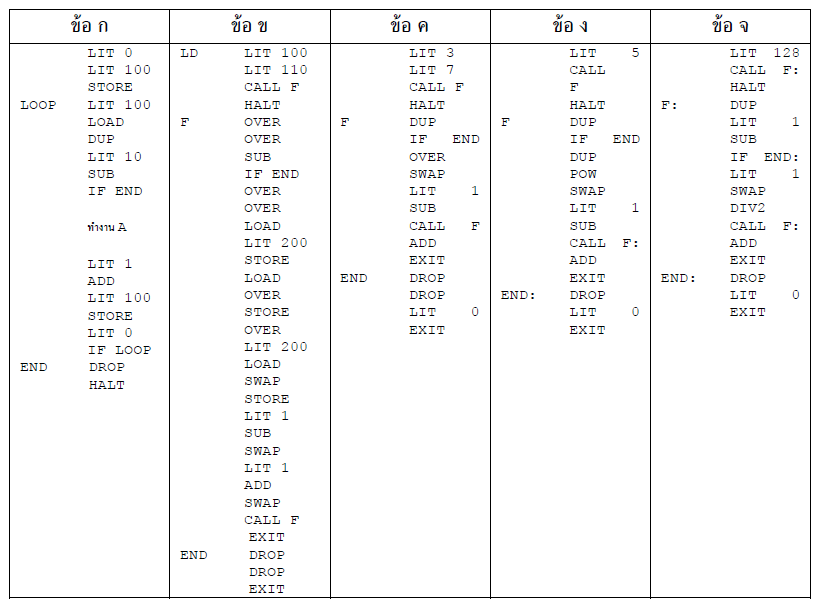 ข้อ ก
LIT 0
LIT 100
STORE
LOOP LIT 100
LOAD
DUP
LIT 10
SUB
IF END
ทำงาน A
LIT 1
ADD
LIT 100
STORE
LIT 0
IF LOOP
END DROP
HALT
ข้อ ข
LD LIT 100
LIT 110
CALL F
HALT
F OVER
OVER
SUB
IF END
OVER
OVER
LOAD
LIT 200
STORE
LOAD
OVER
STORE
OVER
LIT 200
LOAD
SWAP
STORE
LIT 1
SUB
SWAP
LIT 1
ADD
SWAP
CALL F
EXIT
END DROP
DROP
EXIT
ข้อ ค
LIT 3
LIT 7
CALL F
HALT
F DUP
IF END
OVER
SWAP
LIT 1
SUB
CALL F
ADD
EXIT
END DROP
DROP
LIT 0
EXIT
ข้อ ง
LIT 5
CALL
F
HALT
F DUP
IF END
DUP
POW
SWAP
LIT 1
SUB
CALL F:
ADD
EXIT
END: DROP
LIT 0
EXIT
ข้อ จ
LIT 128
CALL F:
HALT
F: DUP
LIT 1
SUB
IF END:
LIT 1
SWAP
DIV2
CALL F:
ADD
EXIT
END: DROP
LIT 0
EXIT